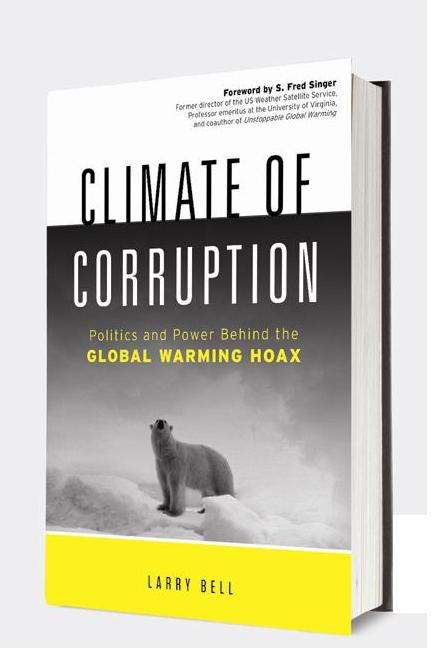 Foreword by S. Fred Singer
Former director of the US Weather Satellite Service,
Professor emeritus at the University of Virginia,
and coauthor of Unstoppable Global Warming
CLIMATE OF
CORRUPTION
Politics and Power Behind the
GLOBAL WARMING HOAX
LARRY BELL